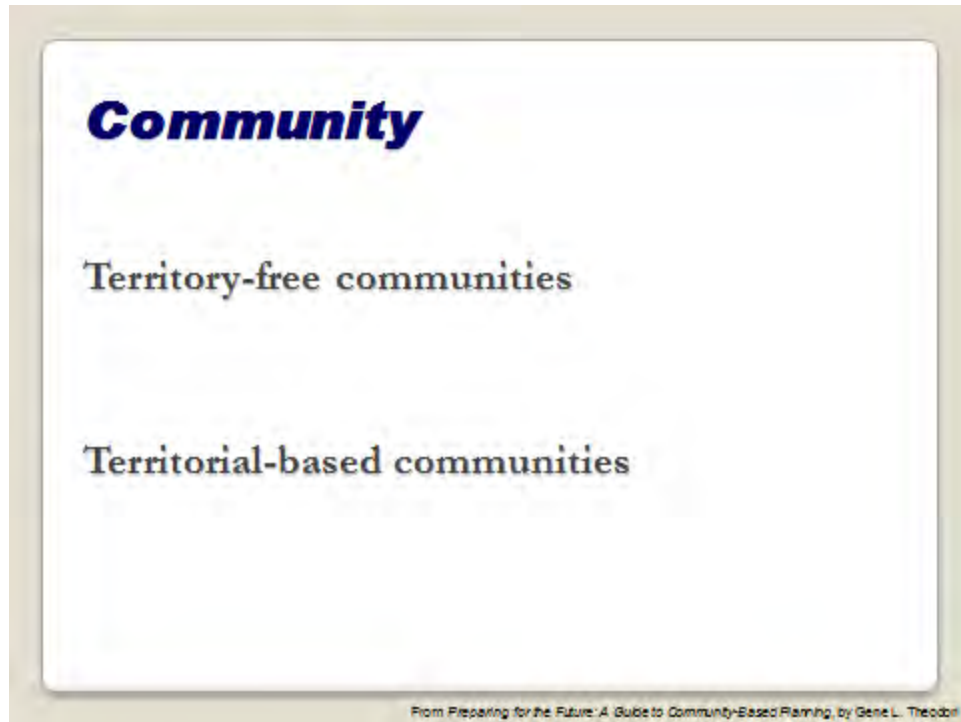 Community
Territory-free communities
Territorial-based communities
From Preparing for the Future: A Guide to Community-Based Planning, by Gene L. Theodori